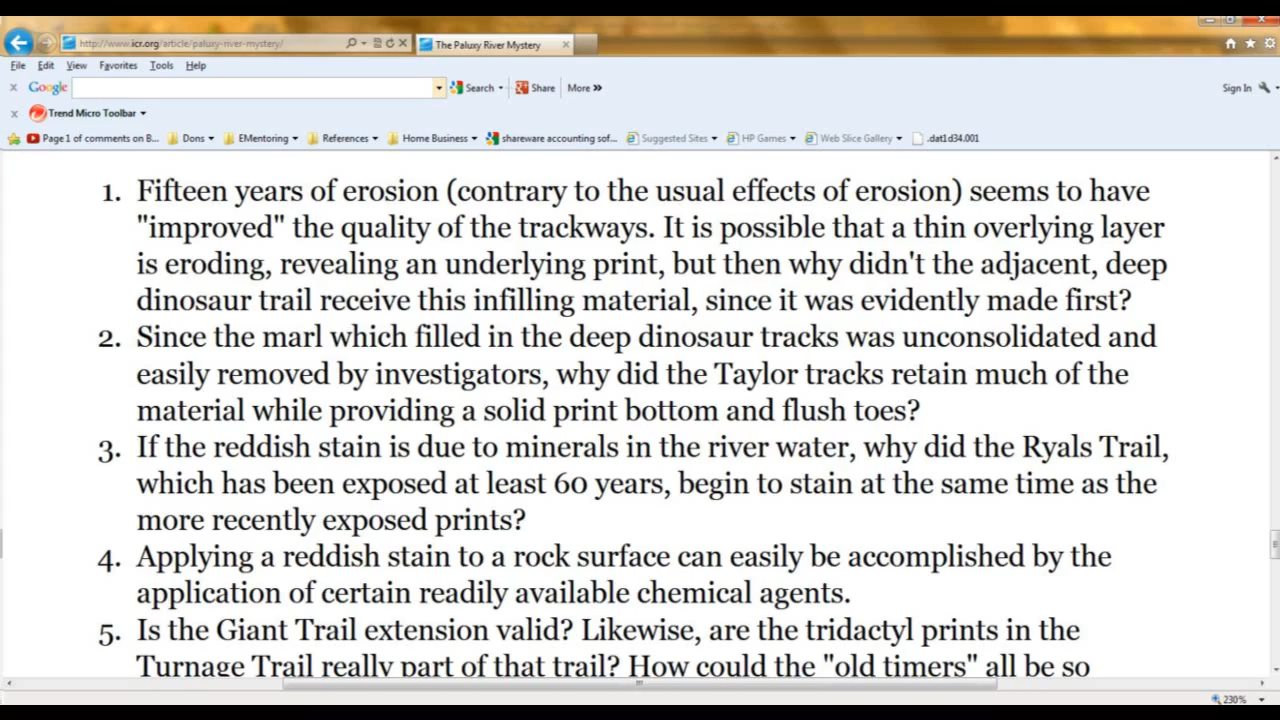 http://www.icr.org/article/paluxy-river-mystery/
The Paluxy River Mystery
File Edit View Favorites Tools Help
x Google Search Share More » Sign In
x Trend Micro Toolbar
Page 1 of comments on B... Dons EMentoring References Home Business shareware accounting sof... Suggested Sites HP Games Web Slice Gallery .dat1d34.001
1. Fifteen years of erosion (contrary to the usual effects of erosion) seems to have
"improved" the quality of the trackways. It is possible that a thin overlying layer
is eroding, revealing an underlying print, but then why didn't the adjacent, deep
dinosaur trail receive this infilling material, since it was evidently made first?
2. Since the marl which filled in the deep dinosaur tracks was unconsolidated and
easily removed by investigators, why did the Taylor tracks retain much of the
material while providing a solid print bottom and flush toes?
3. If the reddish stain is due to minerals in the river water, why did the Ryals Trail,
which has been exposed at least 60 years, begin to stain at the same time as the
more recently exposed prints?
4. Applying a reddish stain to a rock surface can easily be accomplished by the
application of certain readily available chemical agents.
5. Is the Giant Trail extension valid? Likewise, are the tridactyl prints in the
Turnage Trail really part of that trail? How could the "old timers" all be so
230%